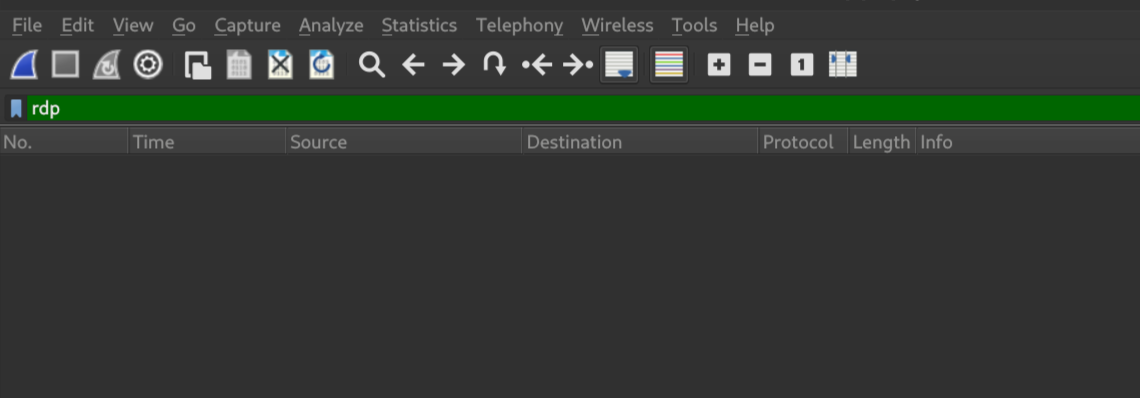 File Edit View Go Capture Analyze Statistics Telephony Wireless Tools Help
1
rdp
No. Time Source Destination Protocol Length Info